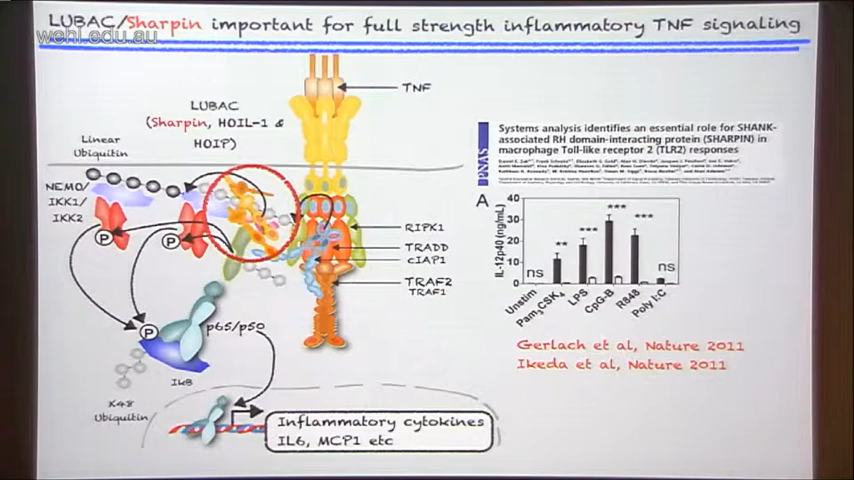 LUBAC/Sharpin important for full strength inflammatory TNF signaling
wehi.edu.au
TNF
LUBAC
(Sharpin, HOIL-1 &
HOIP)
Linear
Ubiquitin
NEMO/
IKK1/
IKK2
P
P
RIPK1
TRADD
cIAP1
TRAF2
TRAF1
P
p65/p50
IkB
K48
Ubiquitin
Inflammatory cytokines
IL6, MCP1 etc
PNAS
Systems analysis identifies an essential role for SHANK-
associated RH domain-interacting protein (SHARPIN) in
macrophage Toll-like receptor 2 (TLR2) responses
A
IL-12p40 (ng/mL)
40
30
20
10
0
ns
**
***
***
***
ns
Unstim
Pam3CSK4
LPS
CpG-B
R848
Poly I:C
Gerlach et al, Nature 2011
Ikeda et al, Nature 2011